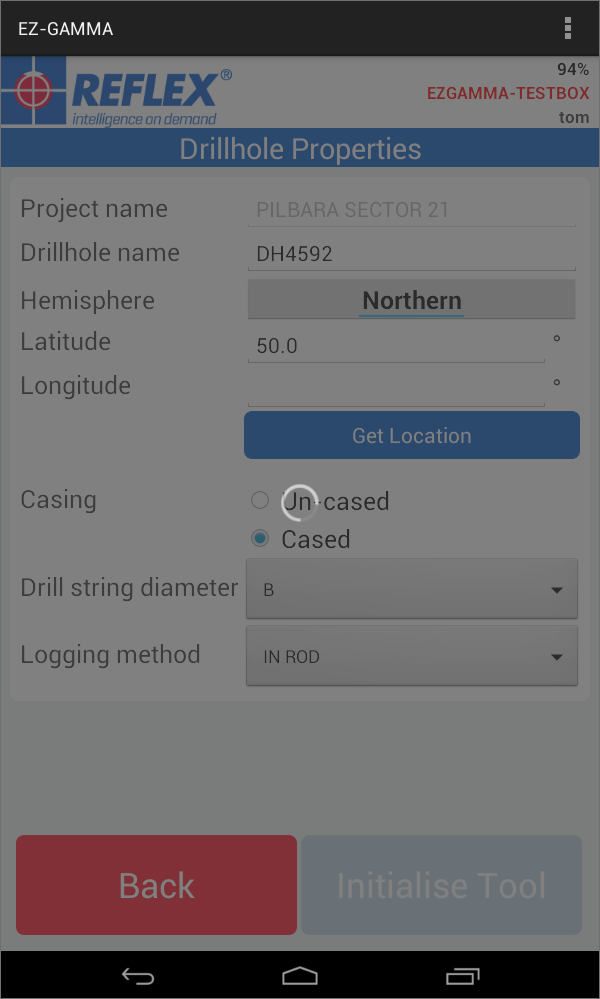 EZ-GAMMA
94%
REFLEX®
EZGAMMA-TESTBOX
intelligence on demand
tom
Drillhole Properties
Project name PILBARA SECTOR 21
Drillhole name DH4592
Hemisphere Northern
Latitude 50.0 °
Longitude °
Get Location
Casing Un-cased
Cased
Drill string diameter B
Logging method IN ROD
Back Initialise Tool